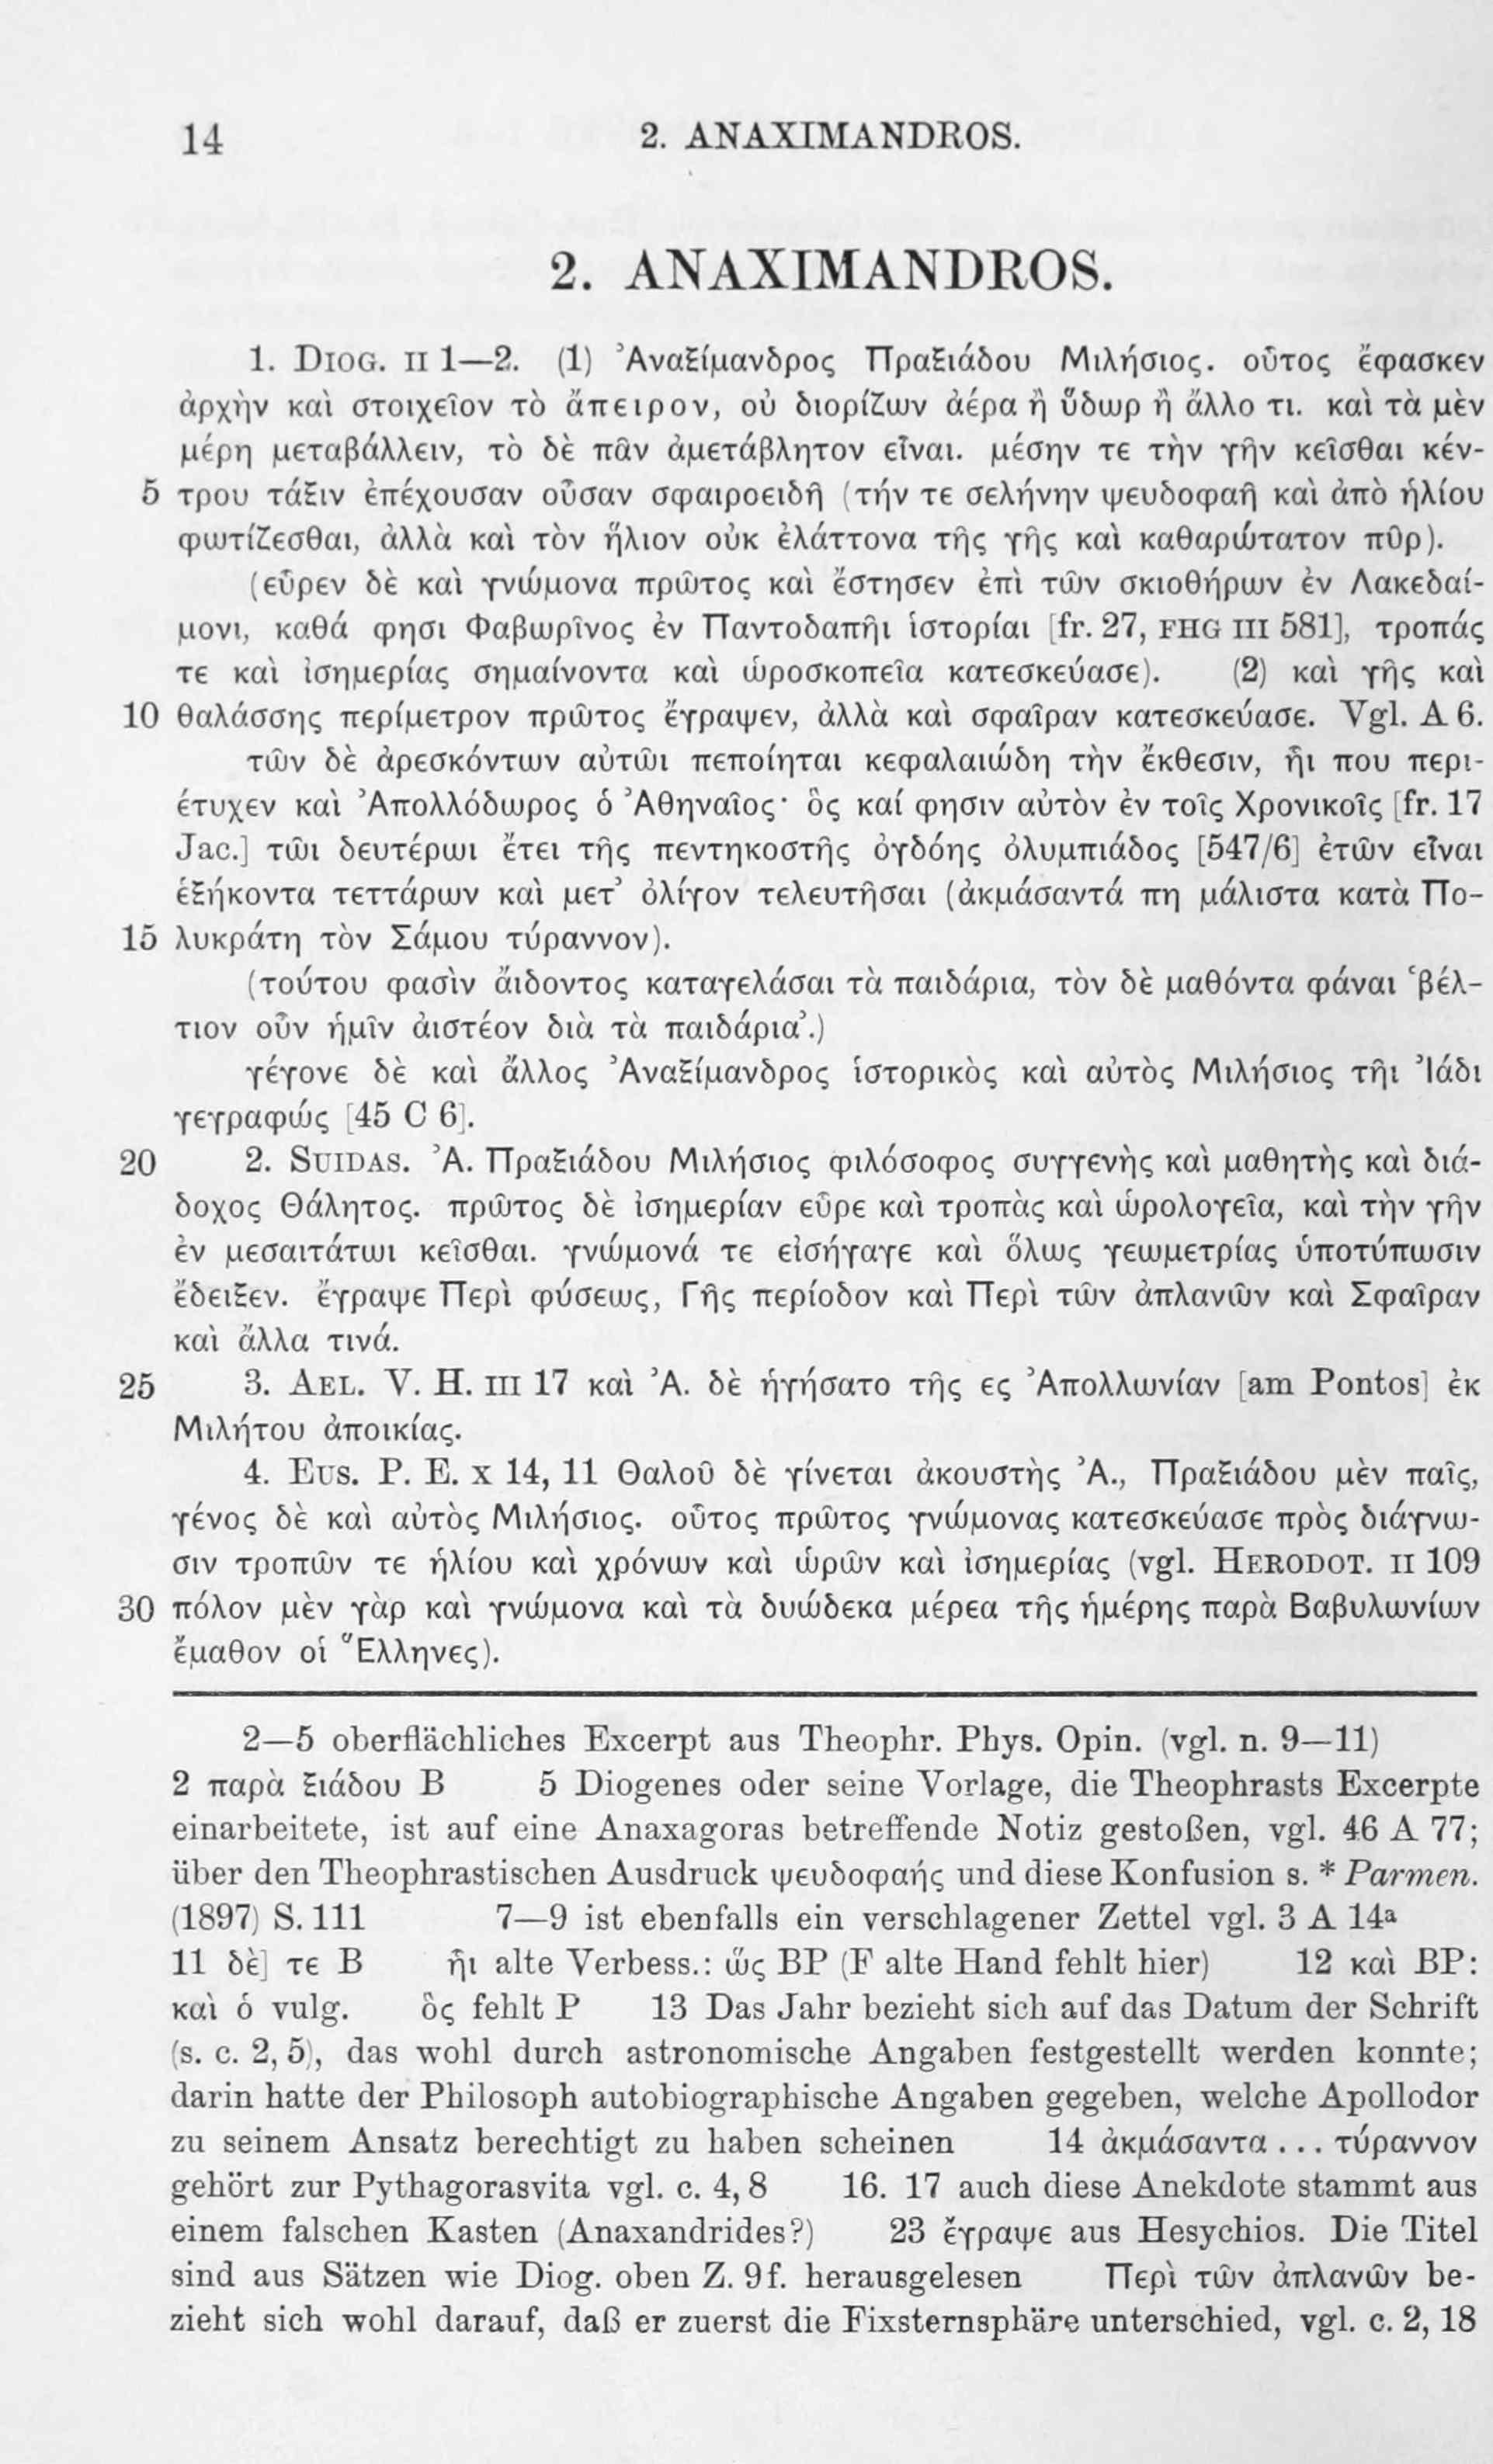 14 2. ANAXIMANDROS.
2. ANAXIMANDROS.
1. DIOG. II 1—2. (1) Ἀναξίμανδρος Πραξιάδου Μιλήσιος. οὗτος ἔφασκεν
ἀρχὴν καὶ στοιχεῖον τὸ ἄπειρον, οὐ διορίζων ἀέρα ἢ ὕδωρ ἢ ἄλλο τι. καὶ τὰ μὲν
μέρη μεταβάλλειν, τὸ δὲ πᾶν ἀμετάβλητον εἶναι. μέσην τε τὴν γῆν κεῖσθαι κέν-
5 τρου τάξιν ἐπέχουσαν οὖσαν σφαιροειδῆ (τήν τε σελήνην ψευδοφαῆ καὶ ἀπὸ ἡλίου
φωτίζεσθαι, ἀλλὰ καὶ τὸν ἥλιον οὐκ ἐλάττονα τῆς γῆς καὶ καθαρώτατον πῦρ).
(εὗρεν δὲ καὶ γνώμονα πρῶτος καὶ ἔστησεν ἐπὶ τῶν σκιοθήρων ἐν Λακεδαί-
μονι, καθά φησι Φαβωρῖνος ἐν Παντοδαπῆι ἱστορίαι [fr. 27, FHG III 581], τροπάς
τε καὶ ἰσημερίας σημαίνοντα καὶ ὡροσκοπεῖα κατεσκεύασε). (2) καὶ γῆς καὶ
10 θαλάσσης περίμετρον πρῶτος ἔγραψεν, ἀλλὰ καὶ σφαῖραν κατεσκεύασε. Vgl. A 6.
τῶν δὲ ἀρεσκόντων αὐτῶι πεποίηται κεφαλαιώδη τὴν ἔκθεσιν, ἧι που περι-
έτυχεν καὶ Ἀπολλόδωρος ὁ Ἀθηναῖος· ὃς καί φησιν αὐτὸν ἐν τοῖς Χρονικοῖς [fr. 17
Jac.] τῶι δευτέρωι ἔτει τῆς πεντηκοστῆς ὀγδόης ὀλυμπιάδος [547/6] ἐτῶν εἶναι
ἑξήκοντα τεττάρων καὶ μετ’ ὀλίγον τελευτῆσαι (ἀκμάσαντά πη μάλιστα κατὰ Πο-
15 λυκράτη τὸν Σάμου τύραννον).
(τούτου φασὶν ἄιδοντος καταγελάσαι τὰ παιδάρια, τὸν δὲ μαθόντα φάναι ‘βέλ-
τιον οὖν ἡμῖν ἀιστέον διὰ τὰ παιδάρια’.)
γέγονε δὲ καὶ ἄλλος Ἀναξίμανδρος ἱστορικὸς καὶ αὐτὸς Μιλήσιος τῆι Ἰάδι
γεγραφώς [45 C 6].
20 2. SUIDAS. Ἀ. Πραξιάδου Μιλήσιος φιλόσοφος συγγενὴς καὶ μαθητὴς καὶ διά-
δοχος Θάλητος. πρῶτος δὲ ἰσημερίαν εὗρε καὶ τροπὰς καὶ ὡρολογεῖα, καὶ τὴν γῆν
ἐν μεσαιτάτωι κεῖσθαι. γνώμονά τε εἰσήγαγε καὶ ὅλως γεωμετρίας ὑποτύπωσιν
ἔδειξεν. ἔγραψε Περὶ φύσεως, Γῆς περίοδον καὶ Περὶ τῶν ἀπλανῶν καὶ Σφαῖραν
καὶ ἄλλα τινά.
25 3. AEL. V. H. III 17 καὶ Ἀ. δὲ ἡγήσατο τῆς ες Ἀπολλωνίαν [am Pontos] ἐκ
Μιλήτου ἀποικίας.
4. EUS. P. E. X 14, 11 Θαλοῦ δὲ γίνεται ἀκουστὴς Ἀ., Πραξιάδου μὲν παῖς,
γένος δὲ καὶ αὐτὸς Μιλήσιος. οὗτος πρῶτος γνώμονας κατεσκεύασε πρὸς διάγνω-
σιν τροπῶν τε ἡλίου καὶ χρόνων καὶ ὡρῶν καὶ ἰσημερίας (vgl. HERODOT. II 109
30 πόλον μὲν γὰρ καὶ γνώμονα καὶ τὰ δυώδεκα μέρεα τῆς ἡμέρης παρὰ Βαβυλωνίων
ἔμαθον οἱ Ἕλληνες).
2—5 oberflächliches Excerpt aus Theophr. Phys. Opin. (vgl. n. 9—11)
2 παρὰ ξιάδου B 5 Diogenes oder seine Vorlage, die Theophrasts Excerpte
einarbeitete, ist auf eine Anaxagoras betreffende Notiz gestoßen, vgl. 46 A 77;
über den Theophrastischen Ausdruck ψευδοφαής und diese Konfusion s. * Parmen.
(1897) S. 111 7—9 ist ebenfalls ein verschlagener Zettel vgl. 3 A 14a
11 δὲ] τε B ἧι alte Verbess.: ὥς BP (F alte Hand fehlt hier) 12 καὶ BP:
καὶ ὁ vulg. ὃς fehlt P 13 Das Jahr bezieht sich auf das Datum der Schrift
(s. c. 2, 5), das wohl durch astronomische Angaben festgestellt werden konnte;
darin hatte der Philosoph autobiographische Angaben gegeben, welche Apollodor
zu seinem Ansatz berechtigt zu haben scheinen 14 ἀκμάσαντα ... τύραννον
gehört zur Pythagorasvita vgl. c. 4, 8 16. 17 auch diese Anekdote stammt aus
einem falschen Kasten (Anaxandrides?) 23 ἔγραψε aus Hesychios. Die Titel
sind aus Sätzen wie Diog. oben Z. 9f. herausgelesen Περὶ τῶν ἀπλανῶν be-
zieht sich wohl darauf, daß er zuerst die Fixsternsphäre unterschied, vgl. c. 2, 18